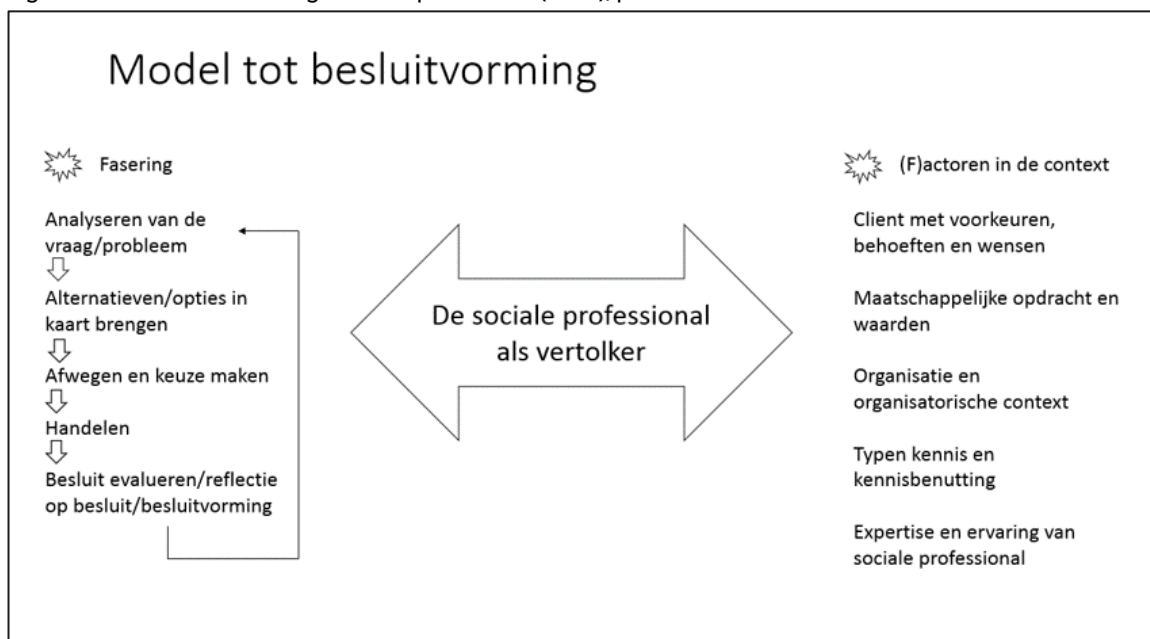 Model tot besluitvorming
Fasering
Analyseren van de
vraag/probleem
Alternatieven/opties in
kaart brengen
Afwegen en keuze maken
Handelen
Besluit evalueren/reflectie
op besluit/besluitvorming
De sociale professional
als vertolker
(F)actoren in de context
Client met voorkeuren,
behoeften en wensen
Maatschappelijke opdracht en
waarden
Organisatie en
organisatorische context
Typen kennis en
kennisbenutting
Expertise en ervaring van
sociale professional